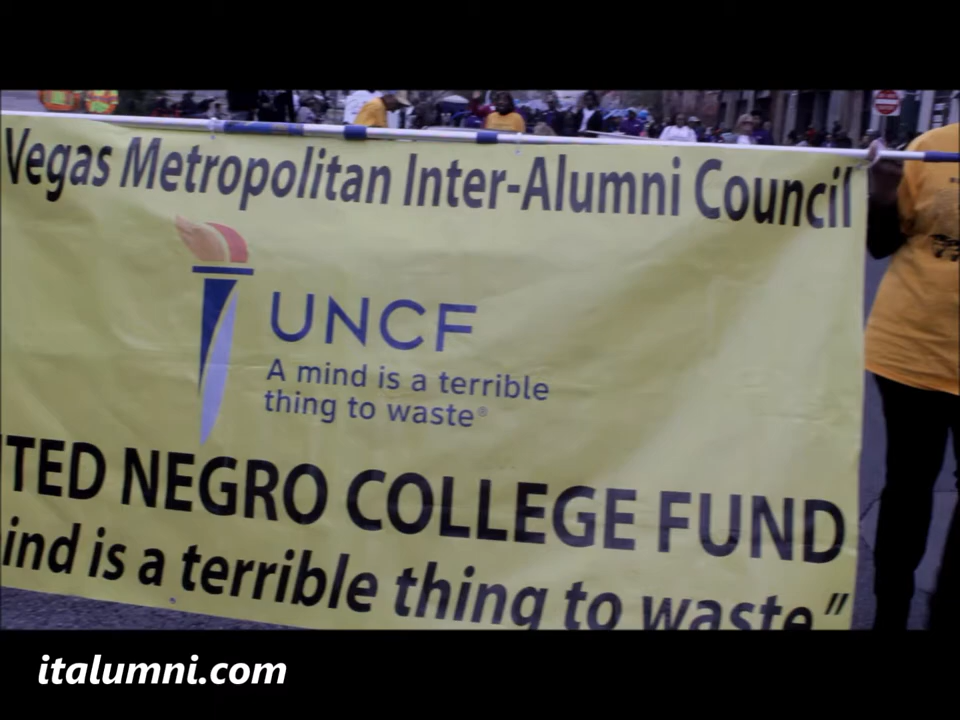 Vegas Metropolitan Inter-Alumni Council
UNCF
A mind is a terrible
thing to waste®
TED NEGRO COLLEGE FUND
ind is a terrible thing to waste"
italumni.com